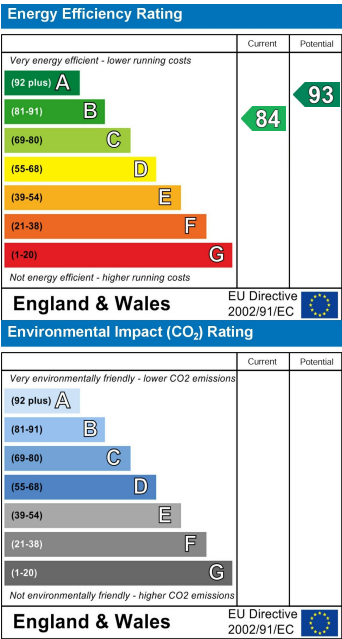 Energy Efficiency Rating
Current Potential
Very energy efficient - lower running costs
(92 plus) A
(81-91) B
(69-80) C
(55-68) D
(39-54) E
(21-38) F
(1-20) G
84
93
Not energy efficient - higher running costs
England & Wales
EU Directive
2002/91/EC
Environmental Impact (CO₂) Rating
Current Potential
Very environmentally friendly - lower CO2 emissions
(92 plus) A
(81-91) B
(69-80) C
(55-68) D
(39-54) E
(21-38) F
(1-20) G
Not environmentally friendly - higher CO2 emissions
England & Wales
EU Directive
2002/91/EC